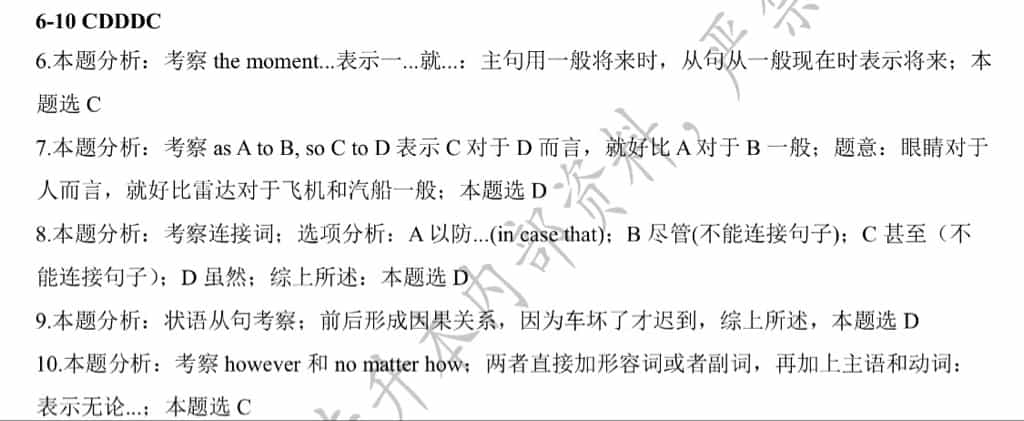 6-10 CDDDC
6.本题分析：考察 the moment...表示一...就...：主句用一般将来时，从句从一般现在时表示将来；本
题选 C
7.本题分析：考察 as A to B, so C to D 表示 C 对于 D 而言，就好比 A 对于 B 一般；题意：眼睛对于
人而言，就好比雷达对于飞机和汽船一般；本题选 D
8.本题分析：考察连接词；选项分析：A 以防...(in case that)；B 尽管(不能连接句子)；C 甚至（不
能连接句子）；D 虽然；综上所述：本题选 D
9.本题分析：状语从句考察；前后形成因果关系，因为车坏了才迟到，综上所述，本题选 D
10.本题分析：考察 however 和 no matter how；两者直接加形容词或者副词，再加上主语和动词：
表示无论...；本题选 C
升本内部资料，严禁